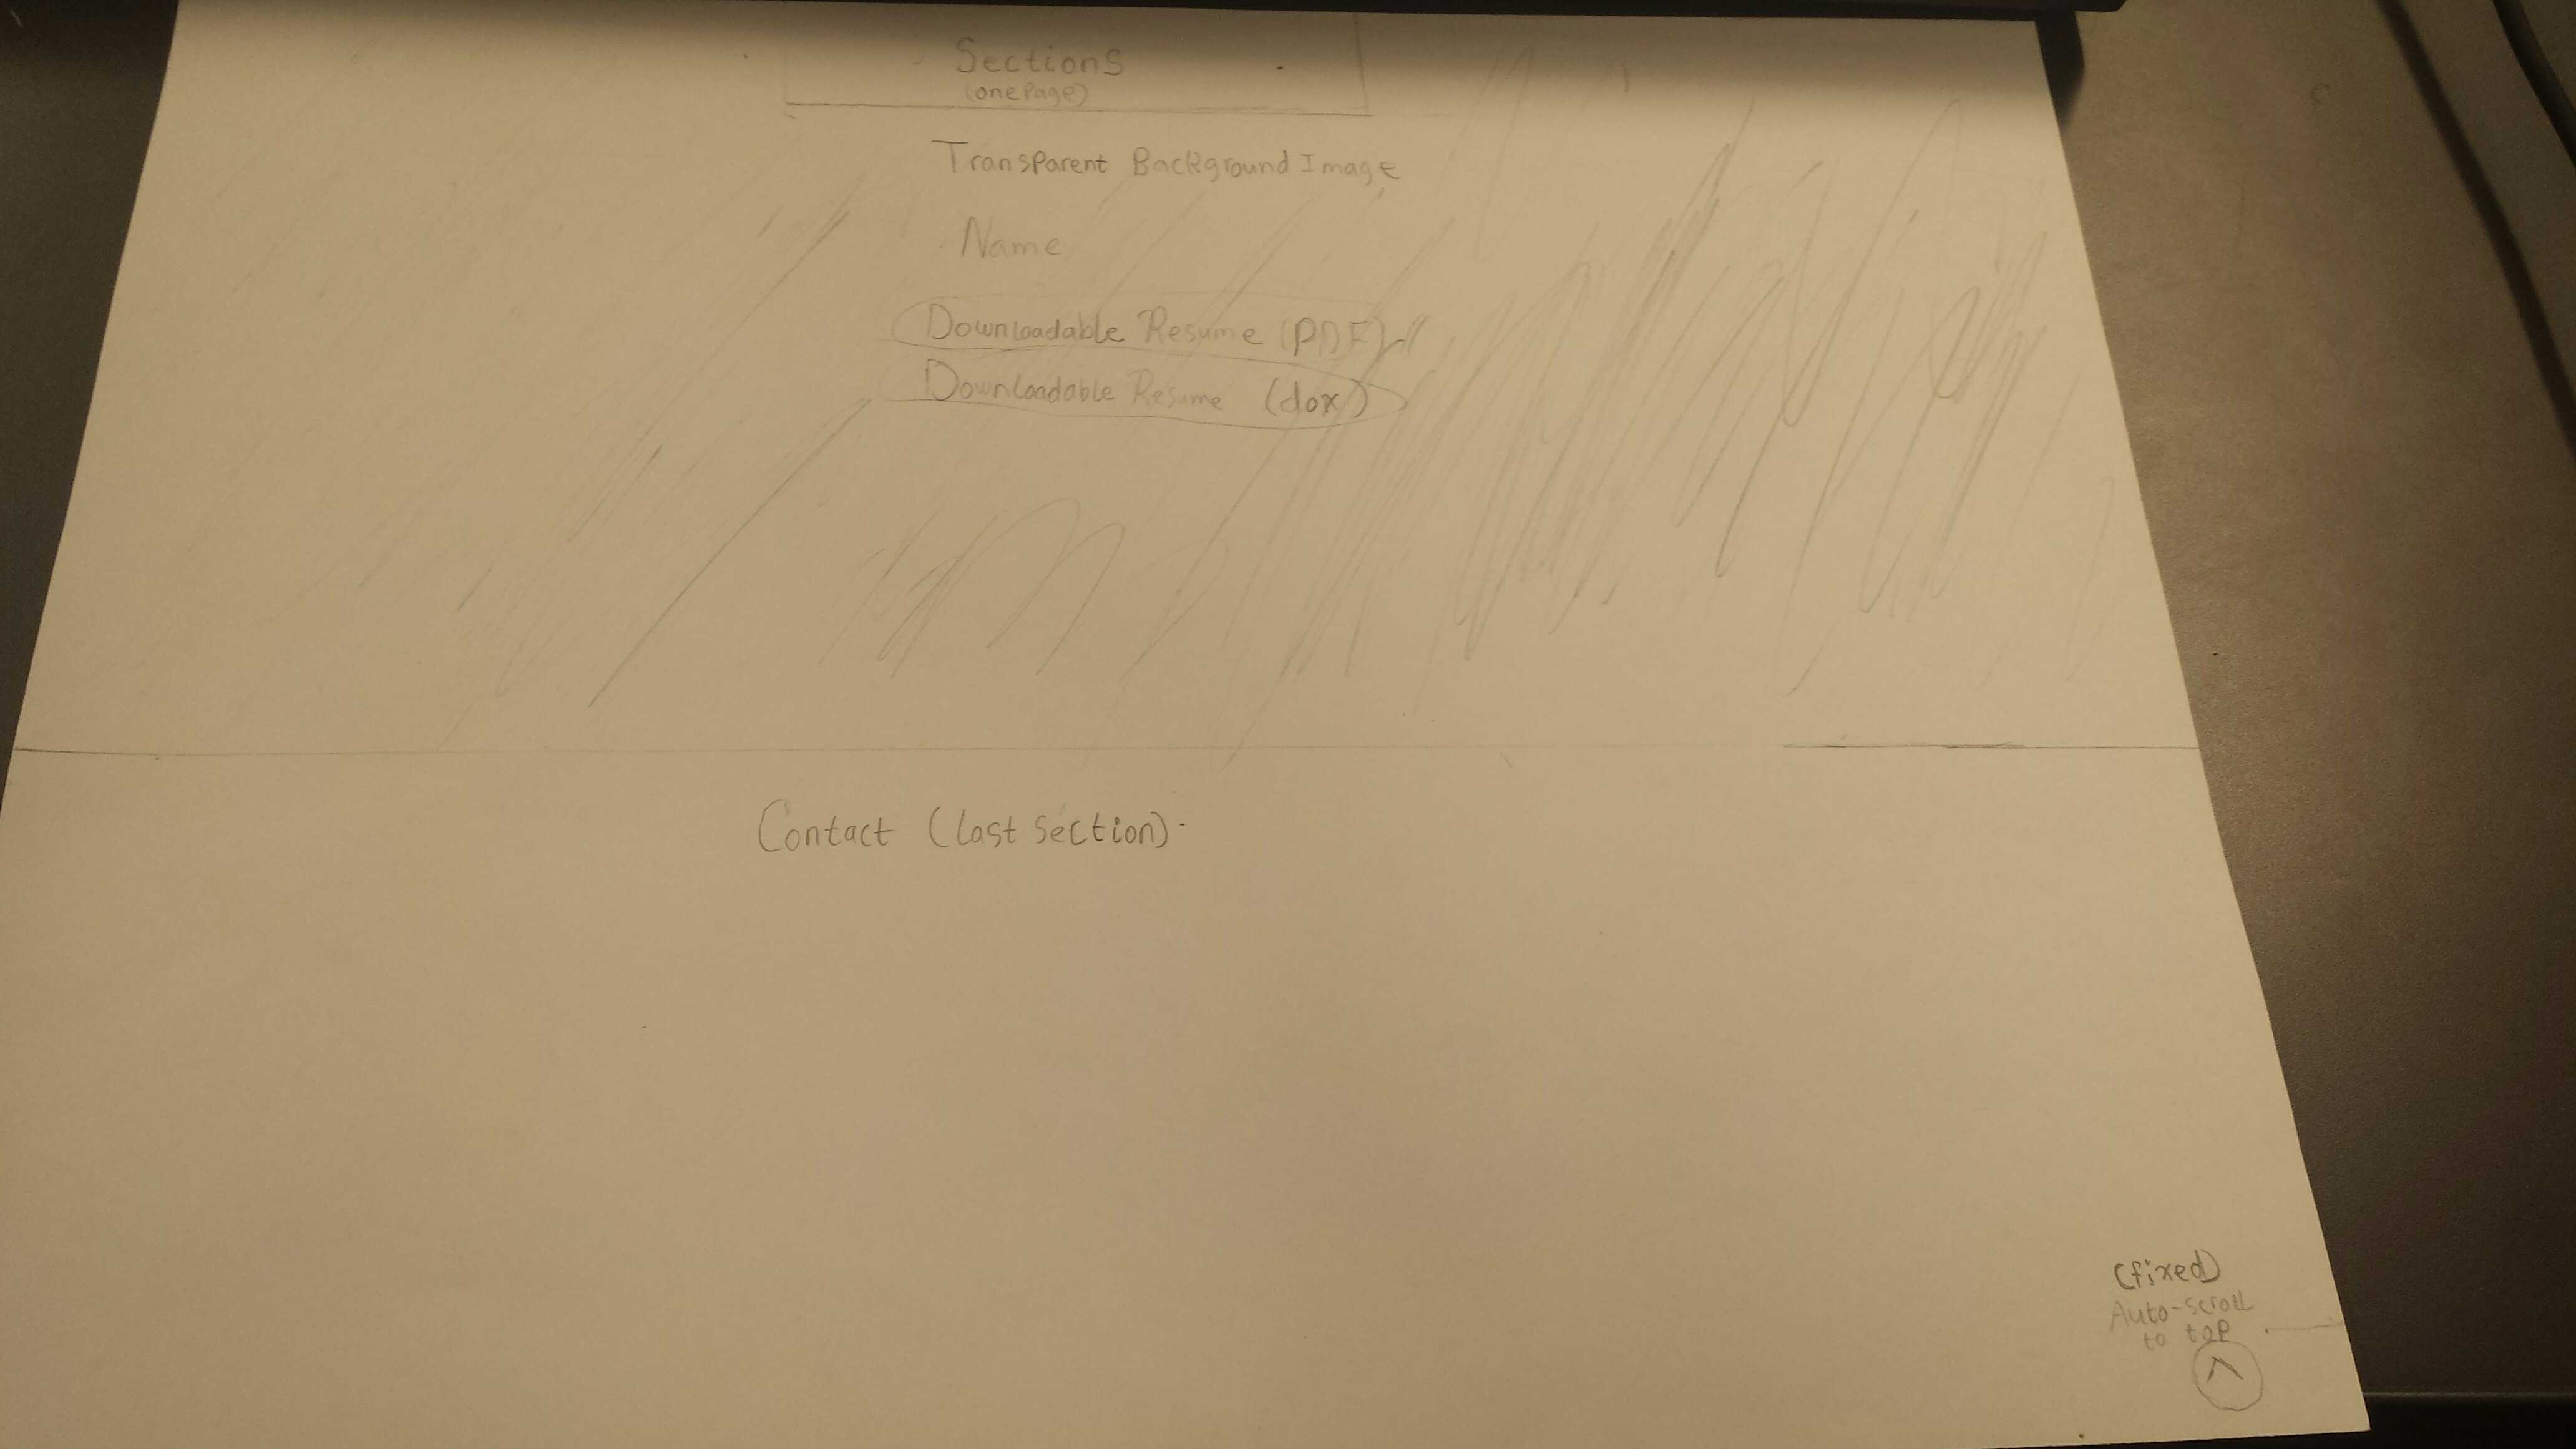 Sections
(one Page)
Transparent Background Image
Name
Downloadable Resume (PDF)
Downloadable Resume (dox)
Contact (last section)
(fixed)
Auto-scroll
to top